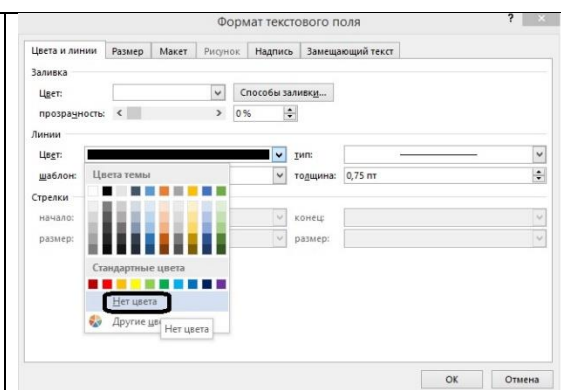 Формат текстового поля ? ×
Цвета и линии Размер Макет Рисунок Надпись Замещающий текст
Заливка
Цвет: Способы заливки...
прозрачность: < > 0 %
Линии
Цвет: тип:
шаблон: толщина: 0,75 пт
Стрелки
начало: конец:
размер: размер:
Цвета темы
Стандартные цвета
Нет цвета
Другие
Нет цвета
ОК Отмена